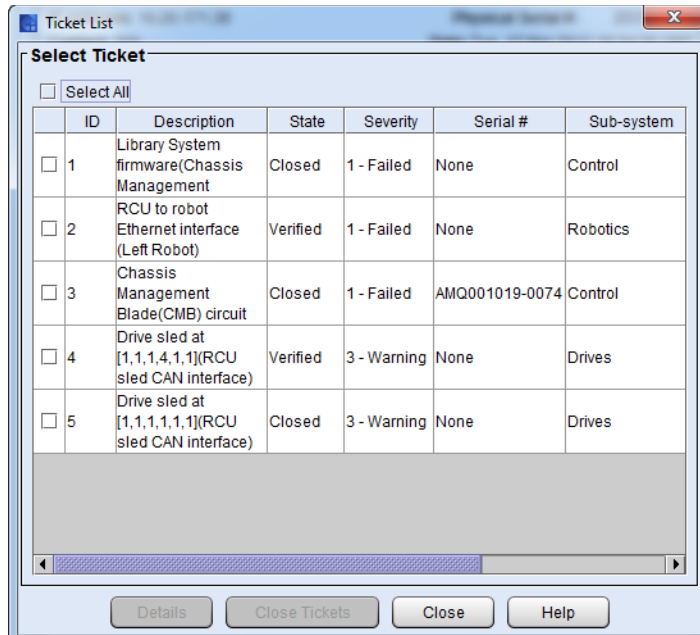 Ticket List
x
Select Ticket
Select All
ID Description State Severity Serial # Sub-system
1 Library System firmware(Chassis Management Closed 1 - Failed None Control
2 RCU to robot Ethernet interface (Left Robot) Verified 1 - Failed None Robotics
3 Chassis Management Blade(CMB) circuit Closed 1 - Failed AMQ001019-0074 Control
4 Drive sled at [1,1,1,4,1,1](RCU sled CAN interface) Verified 3 - Warning None Drives
5 Drive sled at [1,1,1,1,1,1](RCU sled CAN interface) Closed 3 - Warning None Drives
Details Close Tickets Close Help